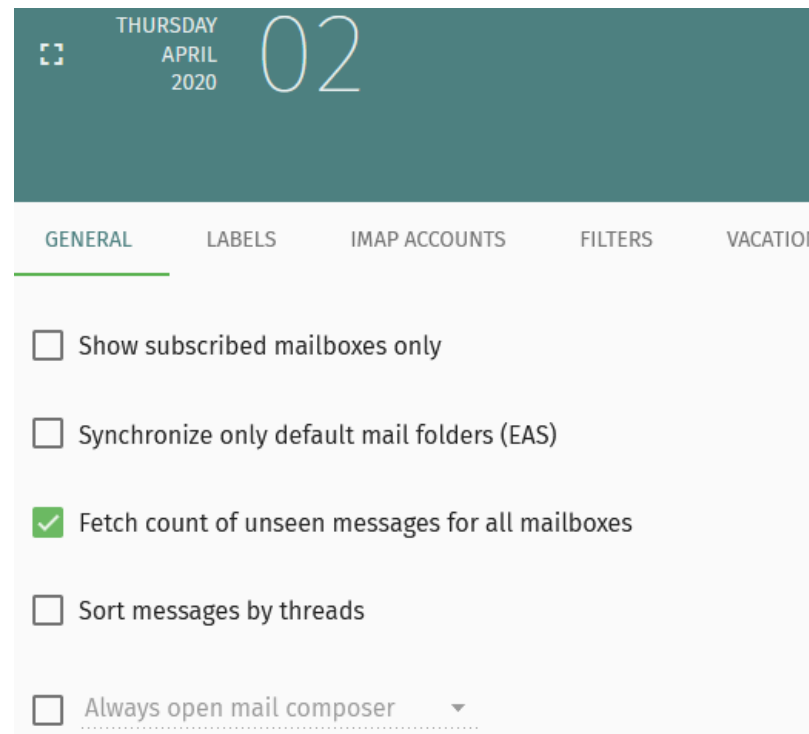 THURSDAY
APRIL
2020
02
GENERAL LABELS IMAP ACCOUNTS FILTERS
Show subscribed mailboxes only
Synchronize only default mail folders (EAS)
Fetch count of unseen messages for all mailboxes
Sort messages by threads
Always open mail composer